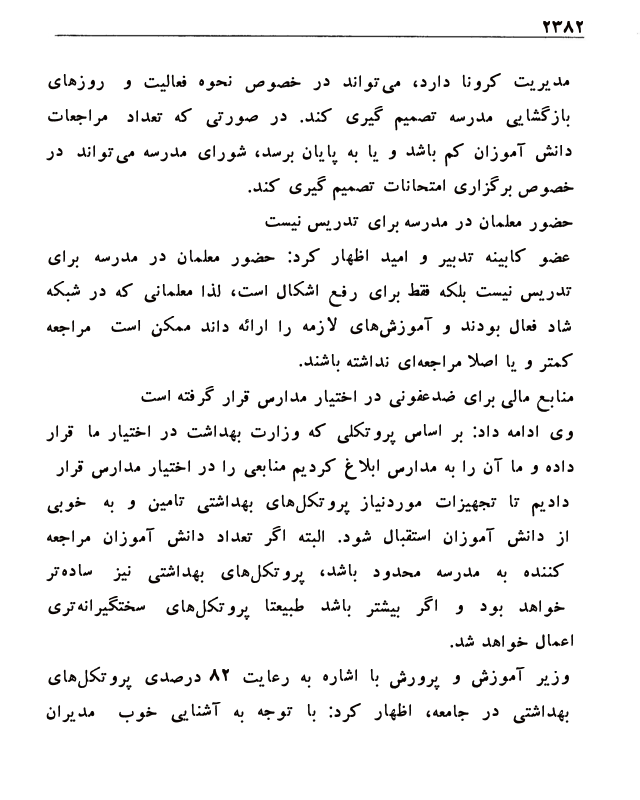 ۲۳۸۲
مدیریت کرونا دارد، می‌تواند در خصوص نحوه فعالیت و روزهای
بازگشایی مدرسه تصمیم گیری کند. در صورتی که تعداد مراجعات
دانش آموزان کم باشد و یا به پایان برسد، شورای مدرسه می‌تواند در
خصوص برگزاری امتحانات تصمیم گیری کند.
حضور معلمان در مدرسه برای تدریس نیست
عضو کابینه تدبیر و امید اظهار کرد: حضور معلمان در مدرسه برای
تدریس نیست بلکه فقط برای رفع اشکال است، لذا معلمانی که در شبکه
شاد فعال بودند و آموزش‌های لازمه را ارائه داند ممکن است مراجعه
کمتر و یا اصلا مراجعه‌ای نداشته باشند.
منابع مالی برای ضدعفونی در اختیار مدارس قرار گرفته است
وی ادامه داد: بر اساس پروتکلی که وزارت بهداشت در اختیار ما قرار
داده و ما آن را به مدارس ابلاغ کردیم منابعی را در اختیار مدارس قرار
دادیم تا تجهیزات موردنیاز پروتکل‌های بهداشتی تامین و به خوبی
از دانش آموزان استقبال شود. البته اگر تعداد دانش آموزان مراجعه
کننده به مدرسه محدود باشد، پروتکل‌های بهداشتی نیز ساده‌تر
خواهد بود و اگر بیشتر باشد طبیعتا پروتکل‌های سختگیرانه‌تری
اعمال خواهد شد.
وزیر آموزش و پرورش با اشاره به رعایت ۸۲ درصدی پروتکل‌های
بهداشتی در جامعه، اظهار کرد: با توجه به آشنایی خوب مدیران